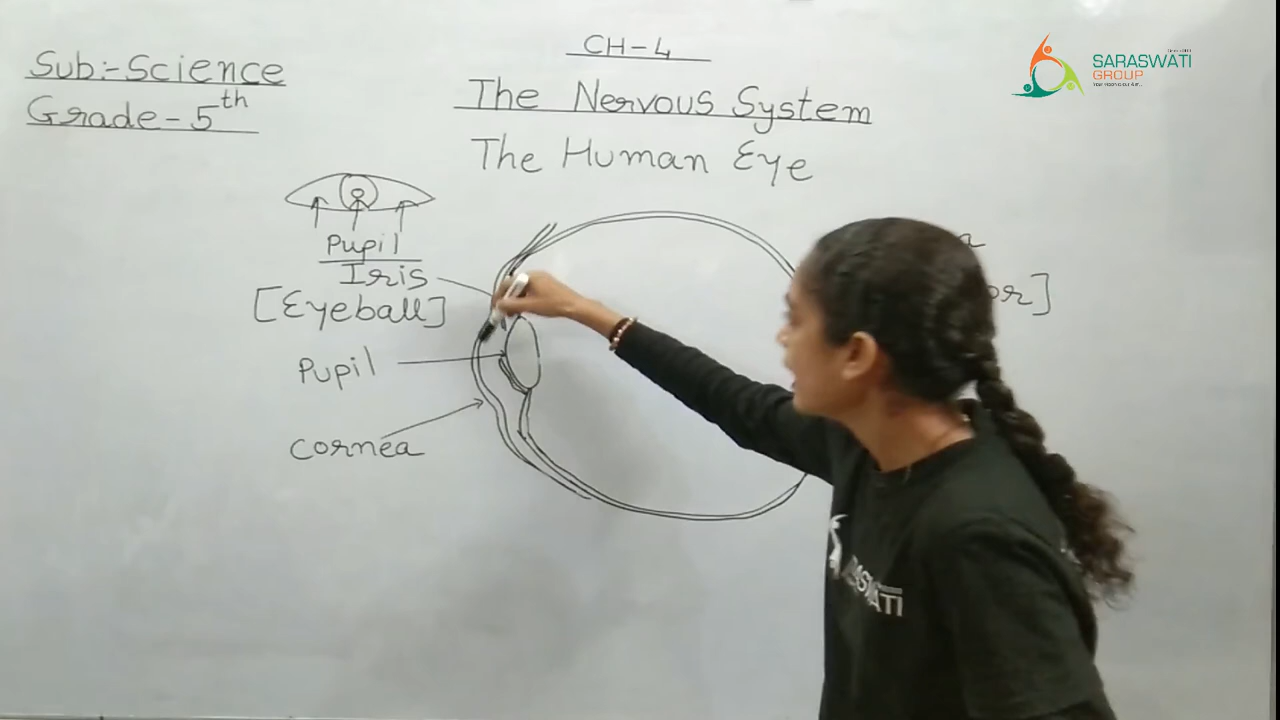 Sub:- Science
Grade - 5th
CH-4
The Nervous System
The Human Eye
SARASWATI
GROUP
Pupil
Iris
[Eyeball]
Pupil
Cornea